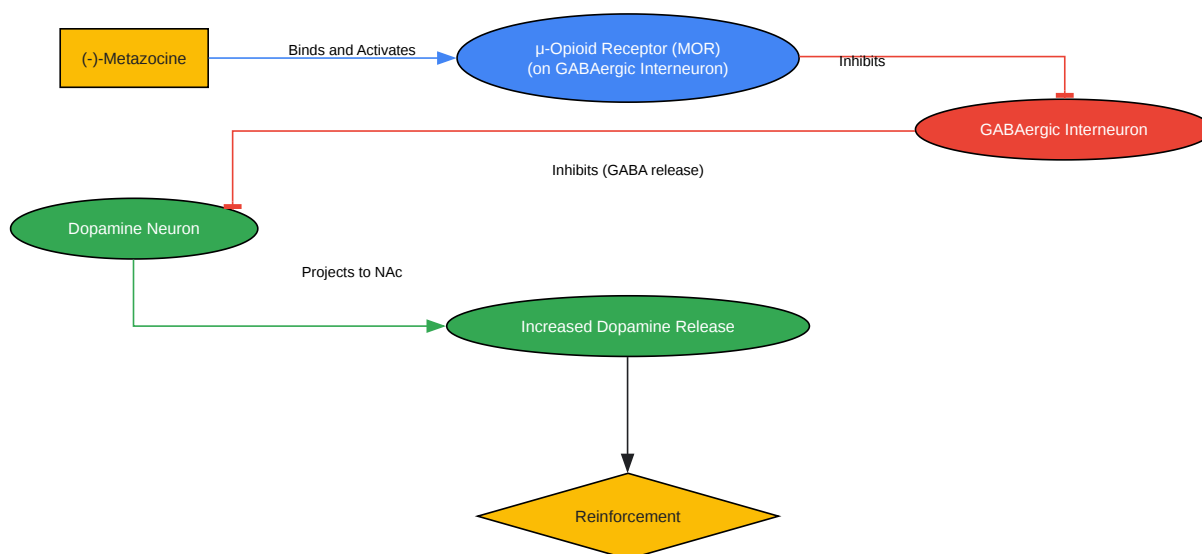 (-)-Metazocine
Binds and Activates
μ-Opioid Receptor (MOR)
(on GABAergic Interneuron)
Inhibits
GABAergic Interneuron
Inhibits (GABA release)
Dopamine Neuron
Projects to NAc
Increased Dopamine Release
Reinforcement